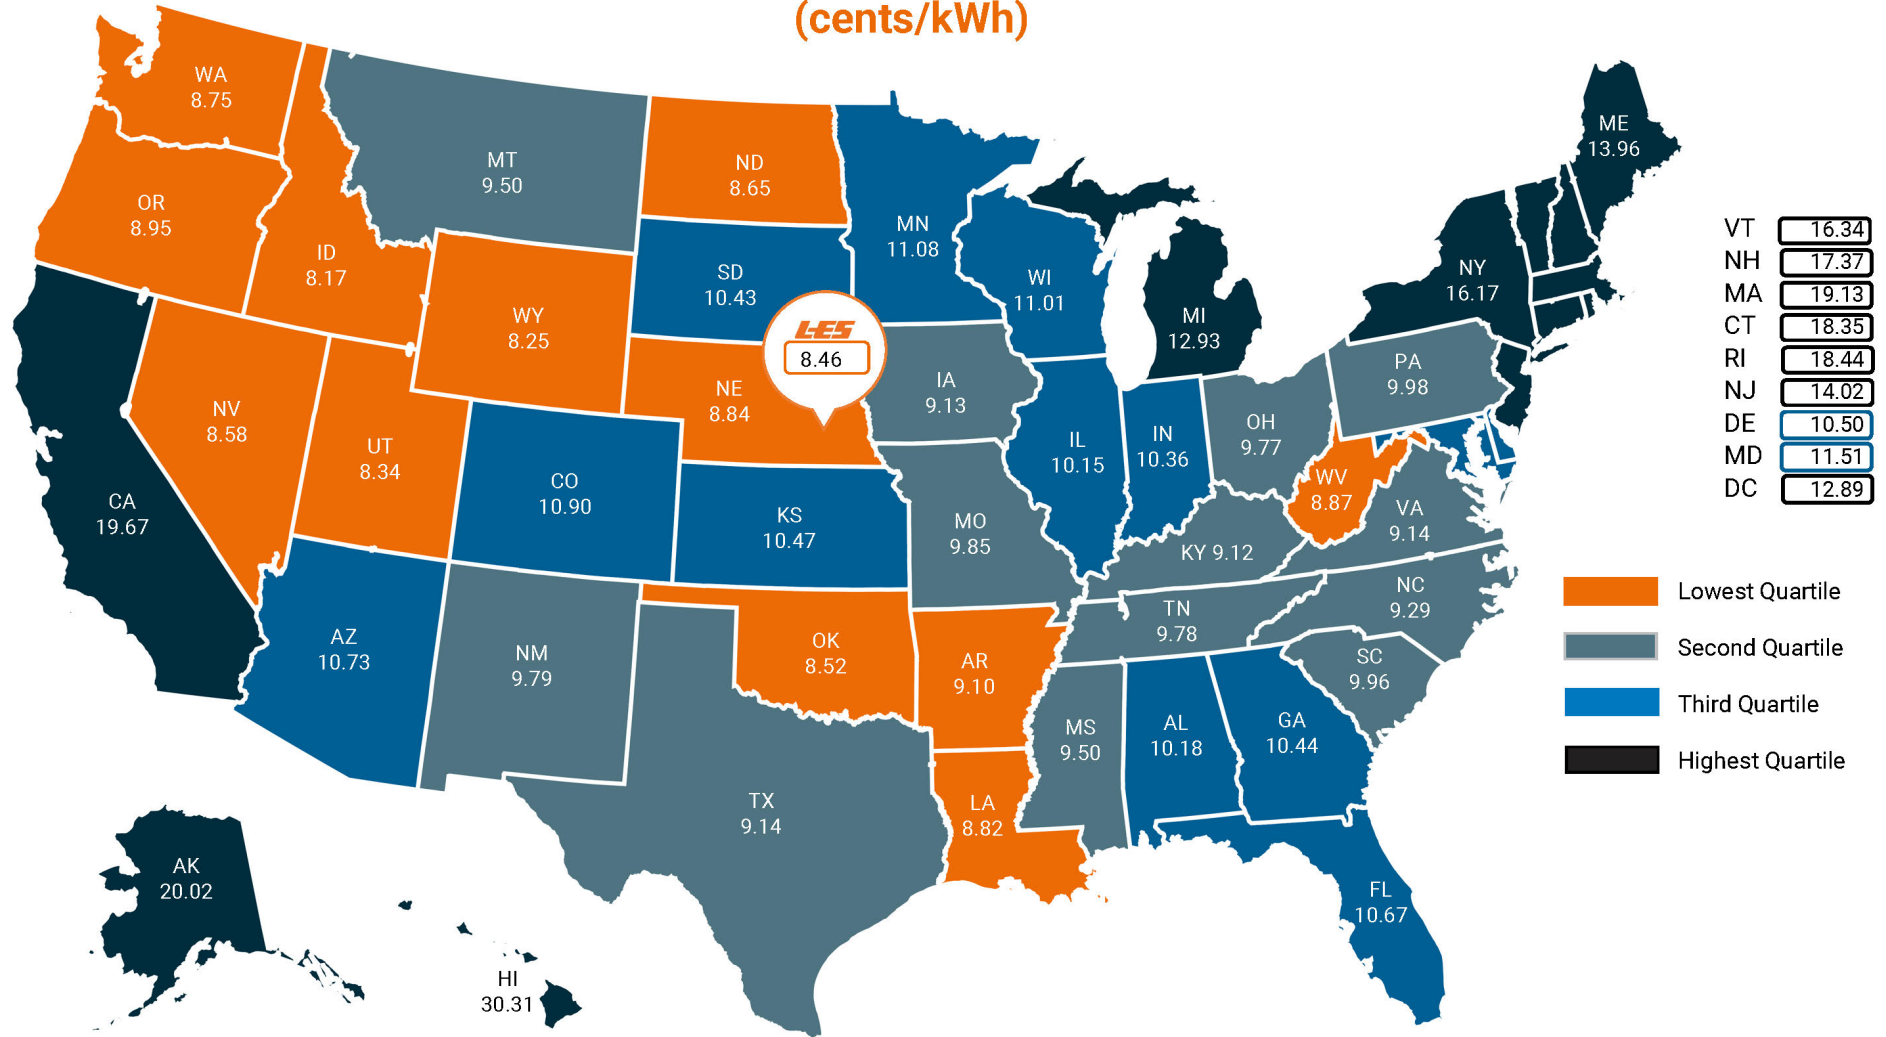 (cents/kWh)
WA
8.75
OR
8.95
ID
8.17
MT
9.50
ND
8.65
SD
10.43
WY
8.25
NE
8.84
LES
8.46
MN
11.08
WI
11.01
MI
12.93
NY
16.17
ME
13.96
VT 16.34
NH 17.37
MA 19.13
CT 18.35
RI 18.44
NJ 14.02
DE 10.50
MD 11.51
DC 12.89
CA
19.67
NV
8.58
UT
8.34
CO
10.90
KS
10.47
IA
9.13
MO
9.85
IL
10.15
IN
10.36
OH
9.77
PA
9.98
WV
8.87
VA
9.14
KY 9.12
NC
9.29
TN
9.78
SC
9.96
AZ
10.73
NM
9.79
OK
8.52
AR
9.10
TX
9.14
LA
8.82
MS
9.50
AL
10.18
GA
10.44
FL
10.67
AK
20.02
HI
30.31
Lowest Quartile
Second Quartile
Third Quartile
Highest Quartile